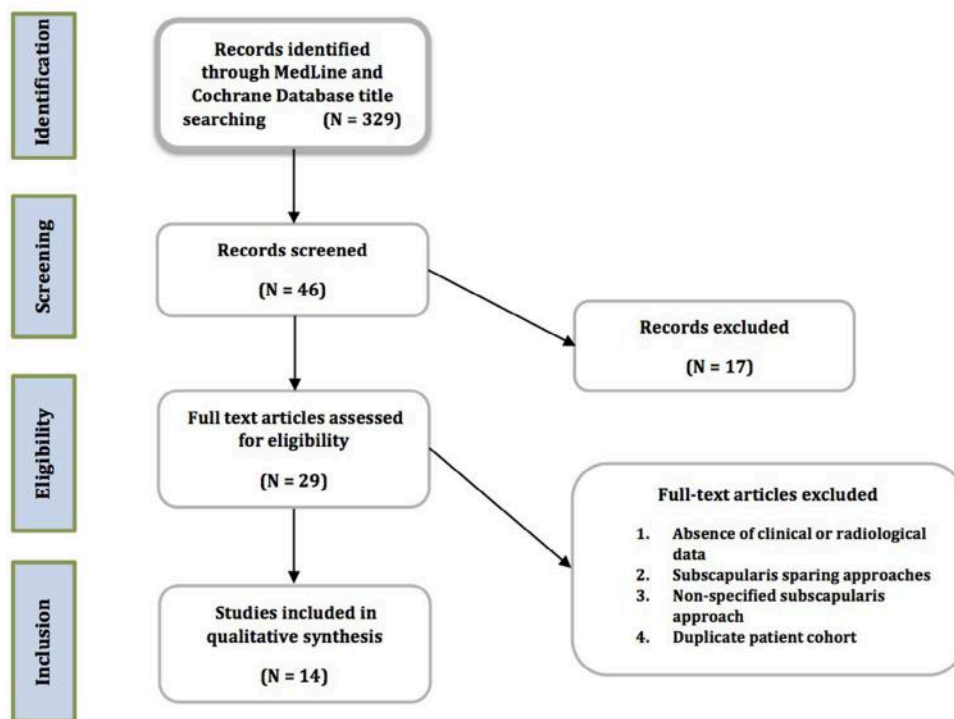 Identification
Records identified
through MedLine and
Cochrane Database title
searching (N = 329)
Screening
Records screened
(N = 46)
Records excluded
(N = 17)
Eligibility
Full text articles assessed
for eligibility
(N = 29)
Full-text articles excluded
1. Absence of clinical or radiological
data
2. Subscapularis sparing approaches
3. Non-specified subscapularis
approach
4. Duplicate patient cohort
Inclusion
Studies included in
qualitative synthesis
(N = 14)